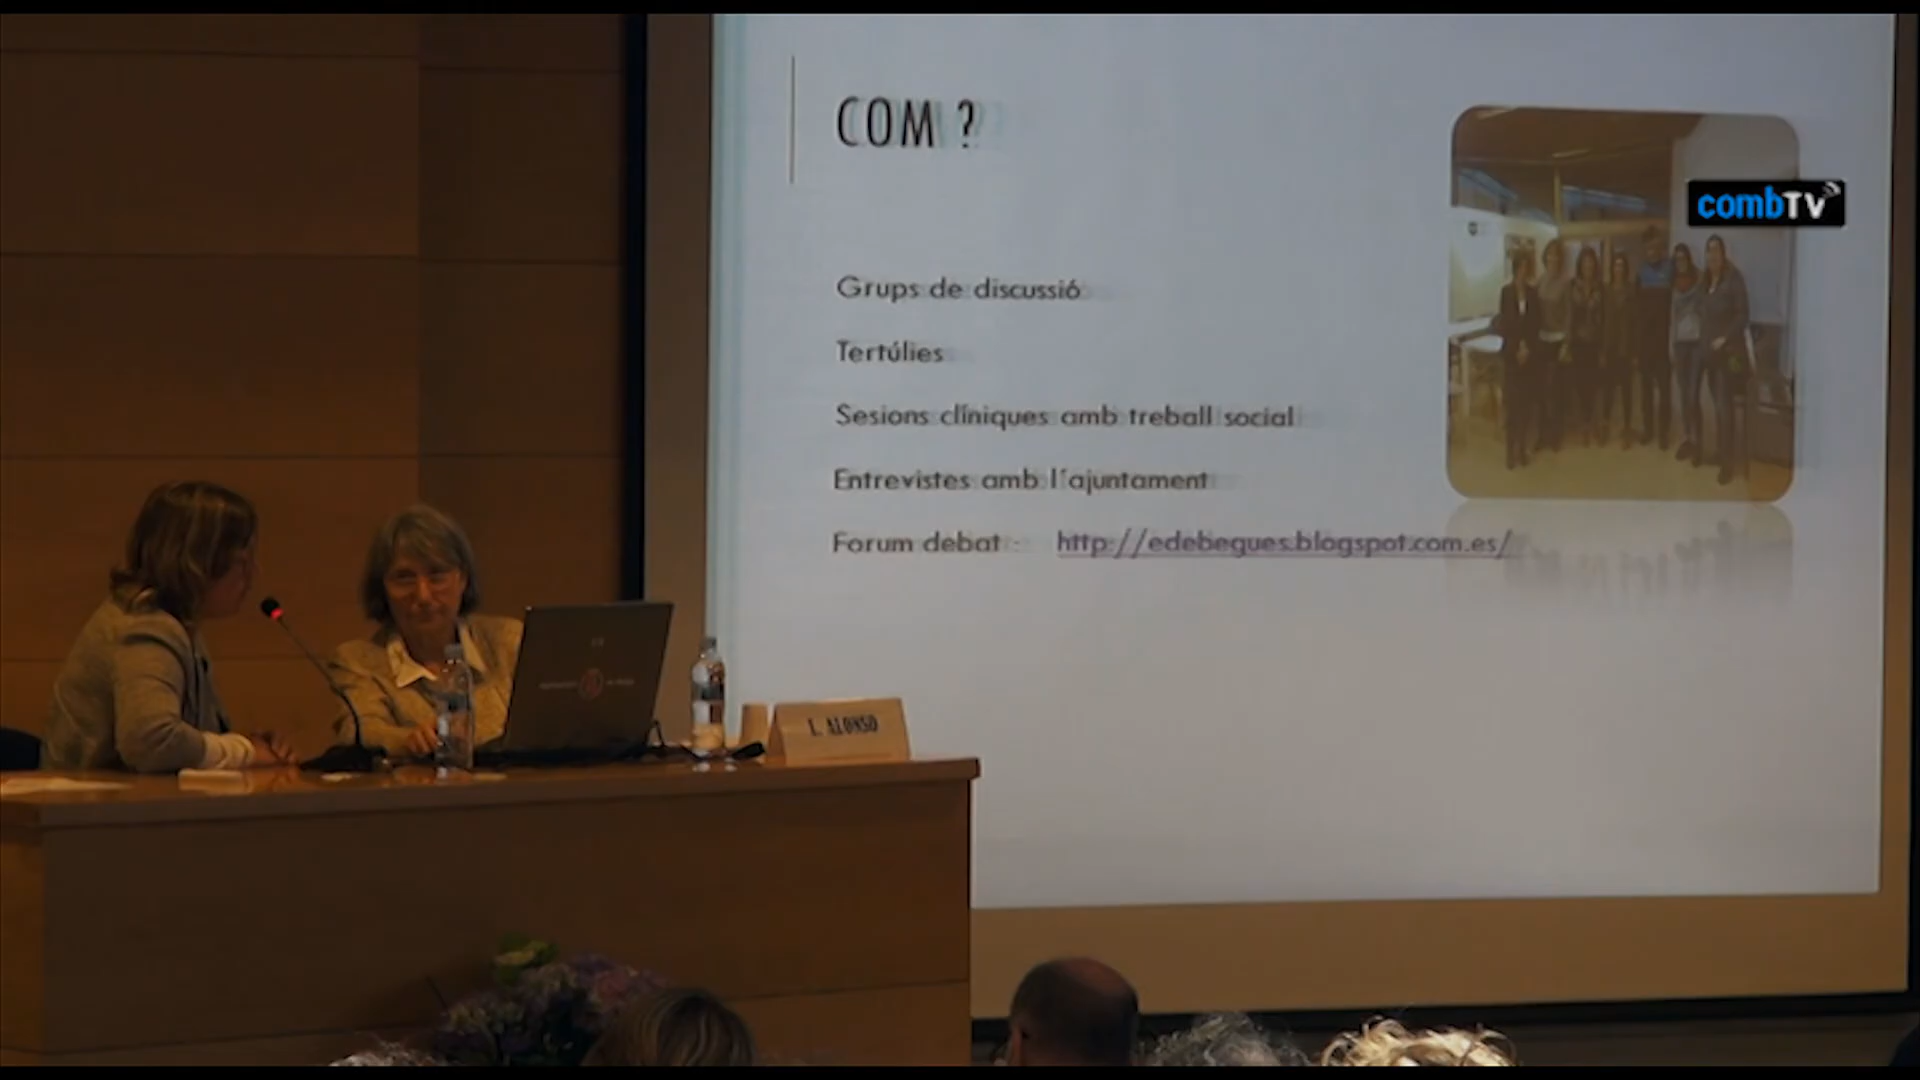 COM ?
combTV
Grups de discussió
Tertúlies
Sesions clíniques amb treball social
Entrevistes amb l´ajuntament
Forum debat : http://edebegues.blogspot.com.es/
L. ALONSO